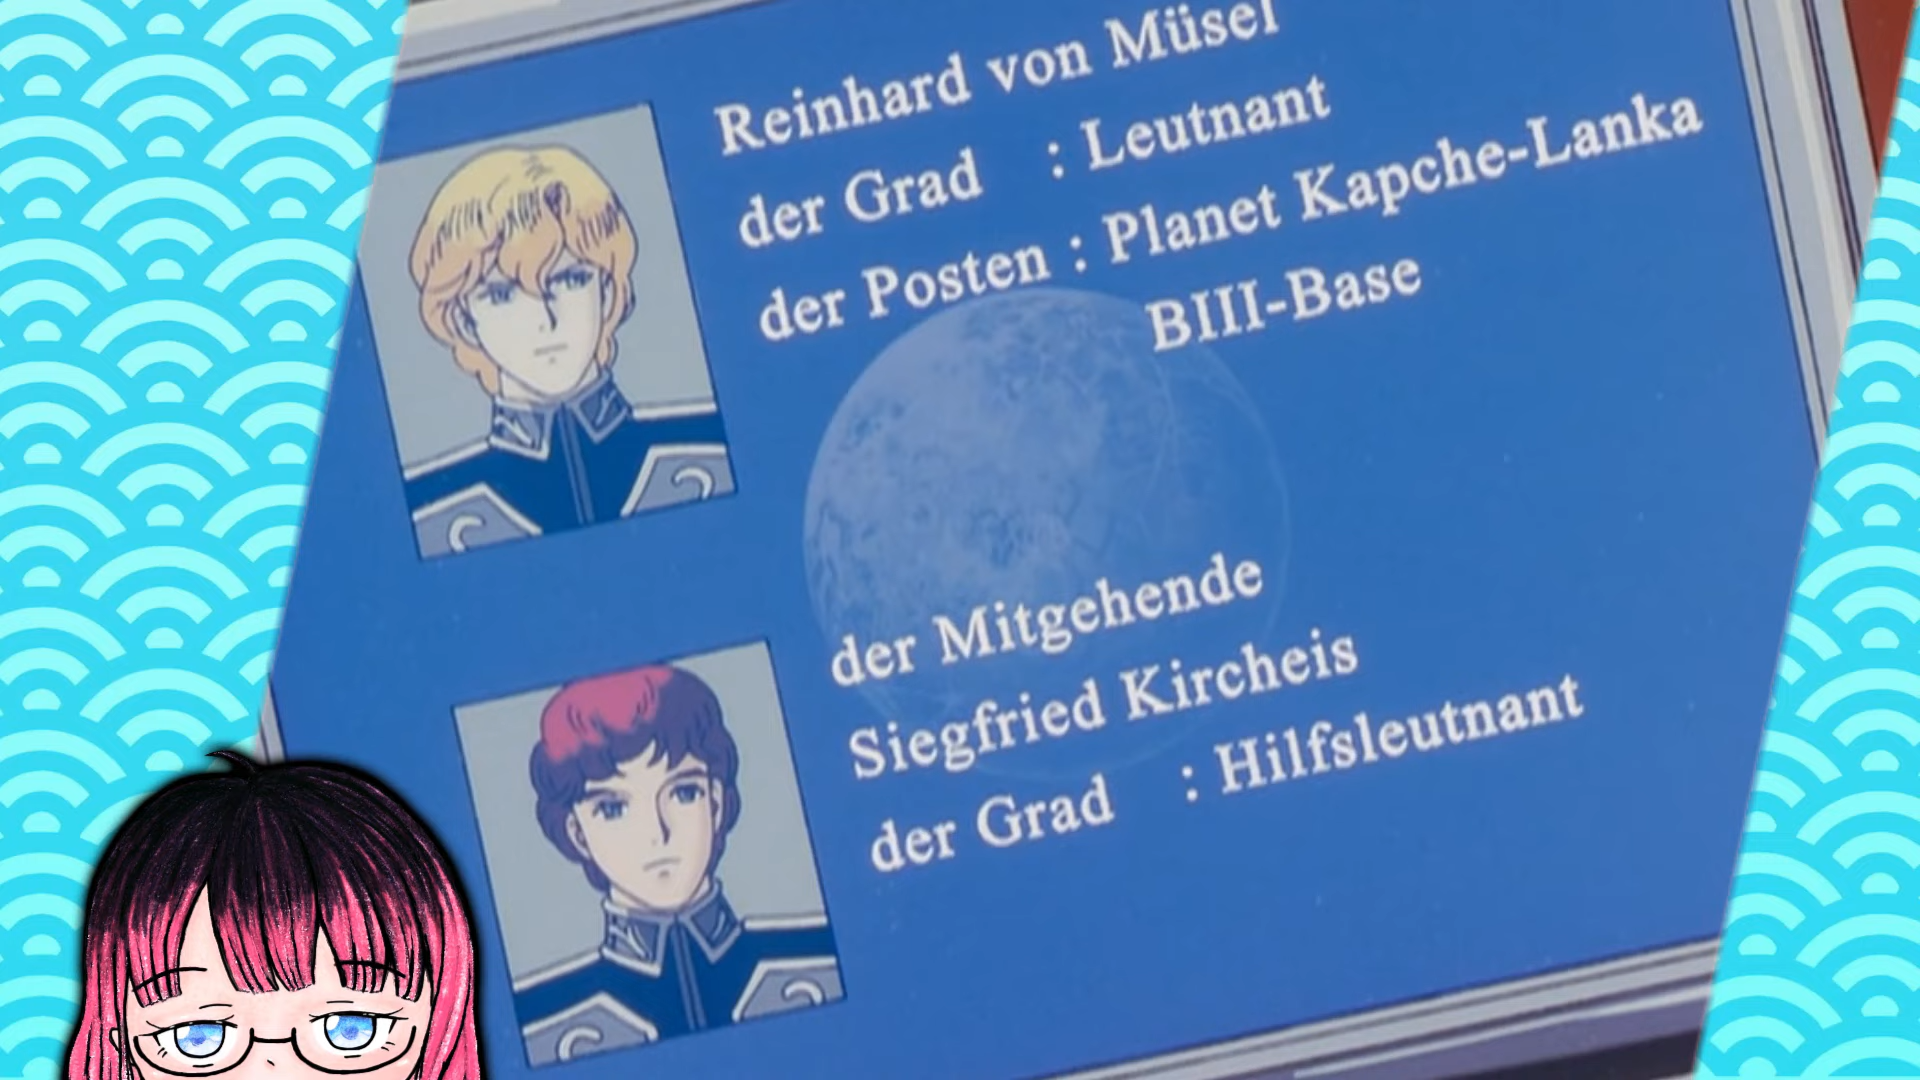 Reinhard von Müsel
der Grad : Leutnant
der Posten : Planet Kapche-Lanka
BIII-Base
der Mitgehende
Siegfried Kircheis
der Grad : Hilfsleutnant